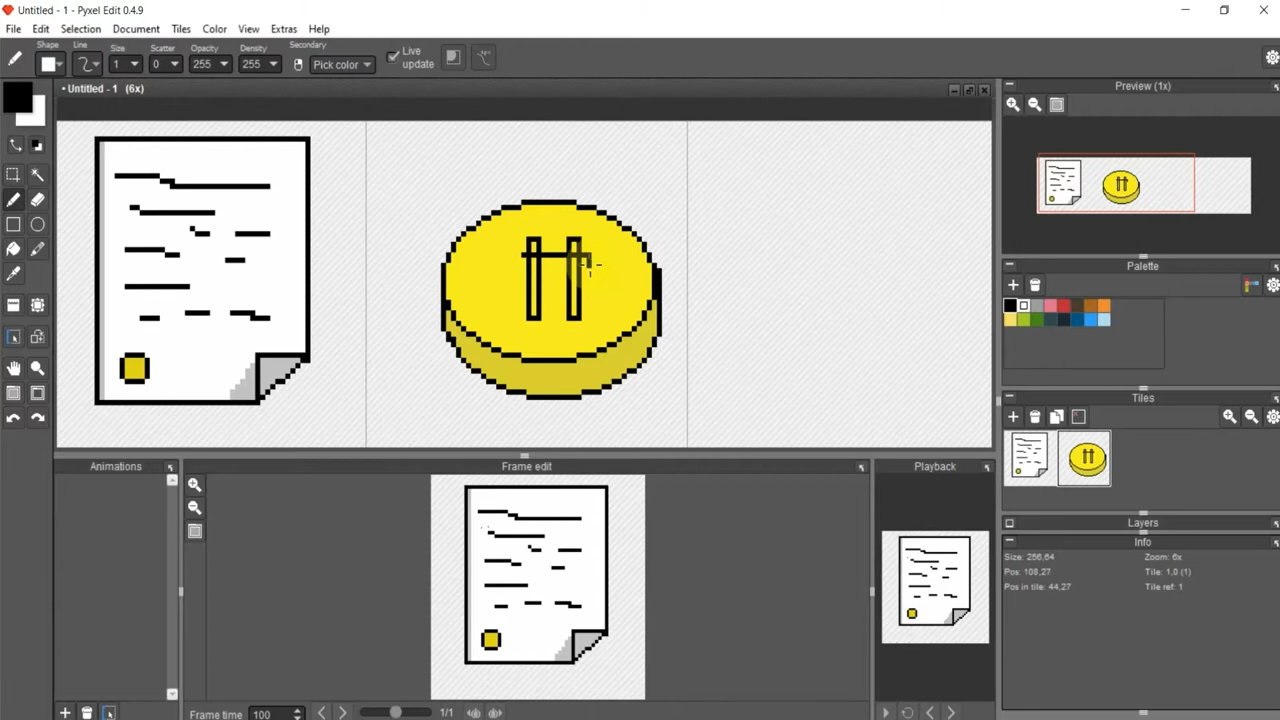 Untitled - 1 - Pyxel Edit 0.4.9
File Edit Selection Document Tiles Color View Extras Help
Shape Line Size Scatter Opacity Density Secondary
1 0 255 255 Pick color Live update
• Untitled - 1 (6x)
Preview (1x)
Palette
Tiles
Layers
Info
Size: 256,64 Zoom: 6x
Pos: 108,27 Tile: 1,0 (1)
Pos in tile: 44,27 Tile ref: 1
Animations Frame edit Playback
Frame time 100 1/1